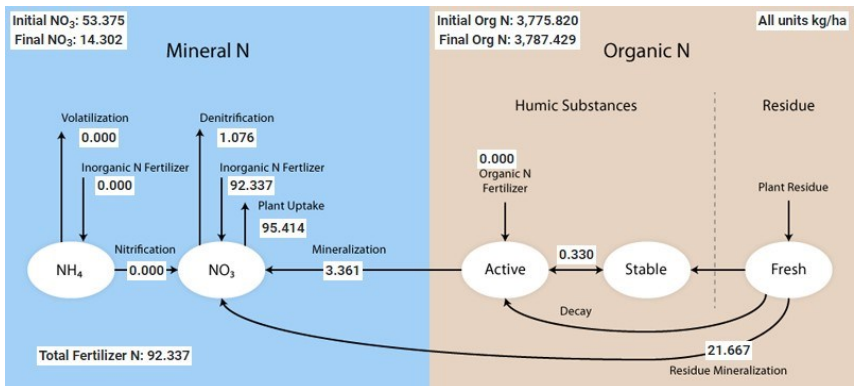 Initial NO₃: 53.375
Final NO₃: 14.302
Mineral N
Initial Org N: 3,775.820
Final Org N: 3,787.429
All units kg/ha
Organic N
Humic Substances
Residue
Volatilization
0.000
Denitrification
1.076
Inorganic N Fertilizer
0.000
Inorganic N Fertlizer
92.337
Plant Uptake
95.414
0.000
Organic N
Fertilizer
Plant Residue
NH₄
Nitrification
0.000
NO₃
Mineralization
3.361
Active
0.330
Stable
Fresh
Decay
21.667
Residue Mineralization
Total Fertilizer N: 92.337